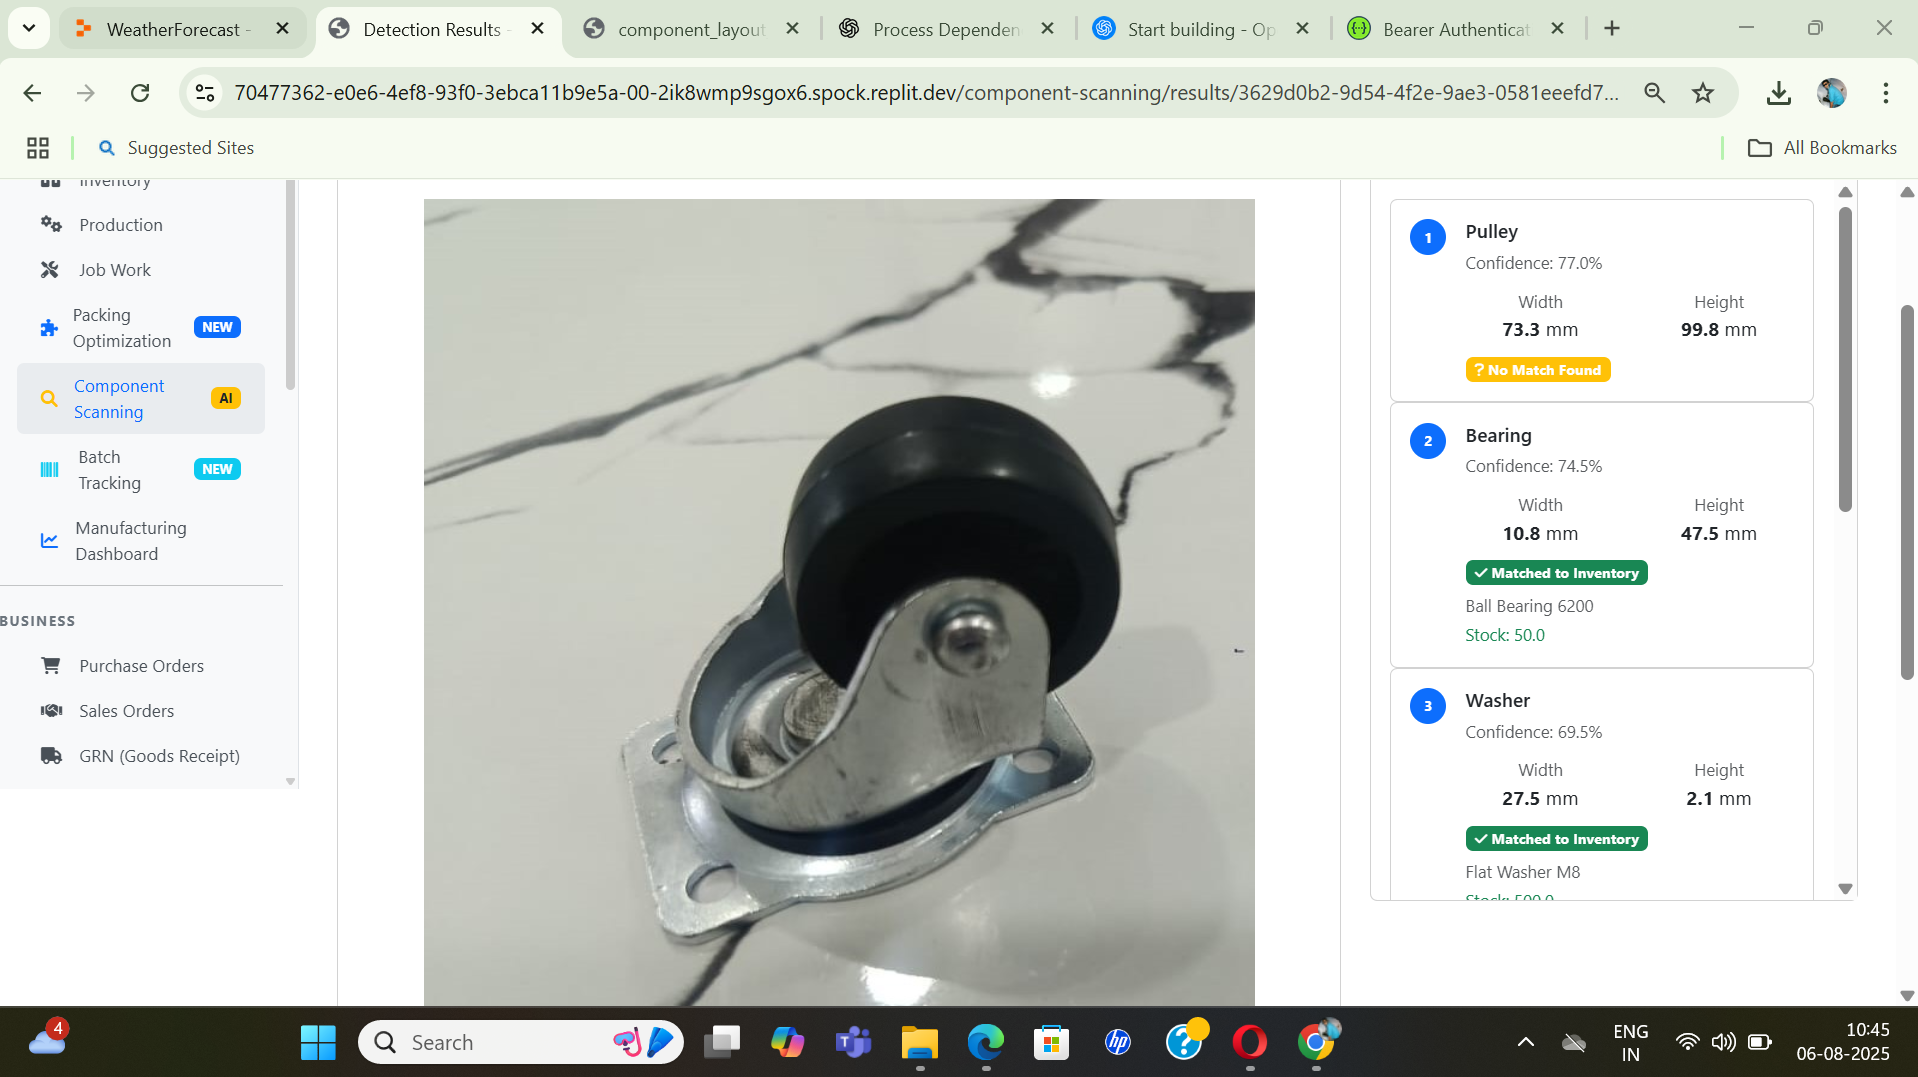 WeatherForecast -
Detection Results -
component_layout
Process Dependen
Start building - Op
Bearer Authenticat
70477362-e0e6-4ef8-93f0-3ebca11b9e5a-00-2ik8wmp9sgox6.spock.replit.dev/component-scanning/results/3629d0b2-9d54-4f2e-9ae3-0581eeefd7...
Suggested Sites
All Bookmarks
Inventory
Production
Job Work
Packing
Optimization
NEW
Component
Scanning
AI
Batch
Tracking
NEW
Manufacturing
Dashboard
BUSINESS
Purchase Orders
Sales Orders
GRN (Goods Receipt)
1
Pulley
Confidence: 77.0%
Width Height
73.3 mm 99.8 mm
? No Match Found
2
Bearing
Confidence: 74.5%
Width Height
10.8 mm 47.5 mm
Matched to Inventory
Ball Bearing 6200
Stock: 50.0
3
Washer
Confidence: 69.5%
Width Height
27.5 mm 2.1 mm
Matched to Inventory
Flat Washer M8
Stock: 500.0
4
Search
T
hp
?
ENG
IN
10:45
06-08-2025